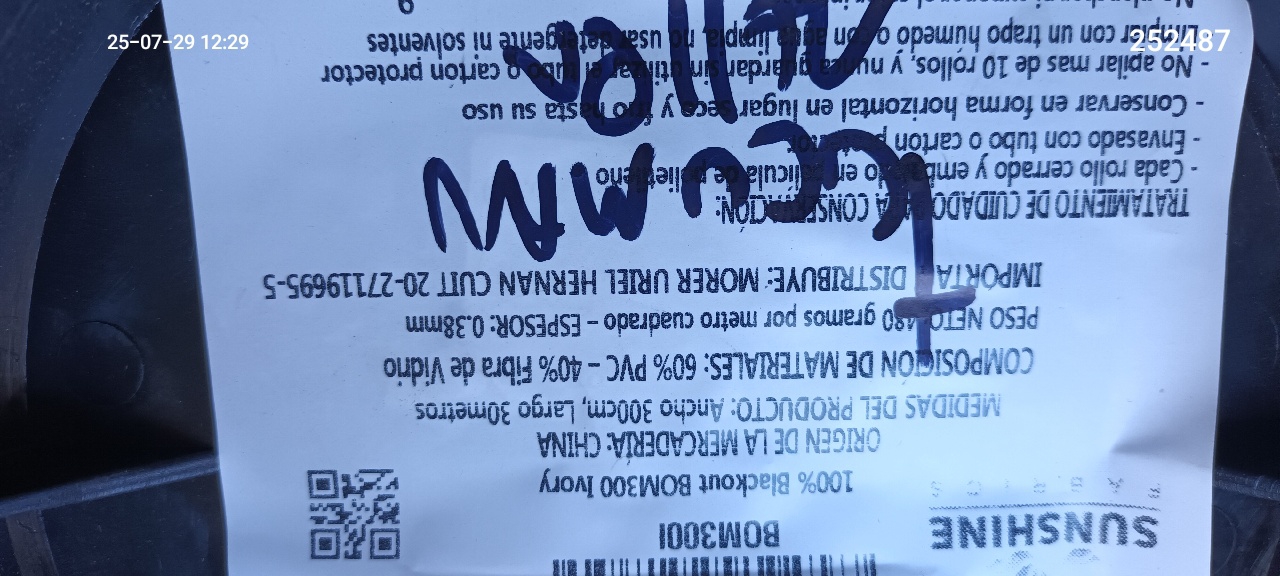 25-07-29 12:29
252487
SUNSHINE
FABRICS
BOM300I
100% Blackout BOM300 Ivory
ORIGEN DE LA MERCADERÍA: CHINA
MEDIDAS DEL PRODUCTO: Ancho 300cm, Largo 30metros
COMPOSICIÓN DE MATERIALES: 60% PVC – 40% Fibra de Vidrio
PESO NETO 480 gramos por metro cuadrado – ESPESOR: 0.38mm
IMPORTA DISTRIBUYE: MORER URIEL HERNAN CUIT 20-27119695-5
TRATAMIENTO DE CUIDADO CONSERVACIÓN:
- Cada rollo cerrado y en película de polietileno
- Envasado con tubo o cartón protector
- Conservar en forma horizontal en lugar seco y frio hasta su uso
- No apilar mas de 10 rollos, y nunca guardar sin utilizar el tubo o cartón protector
Limpiar con un trapo humedo o con agua limpia, no usar detergente ni solventes